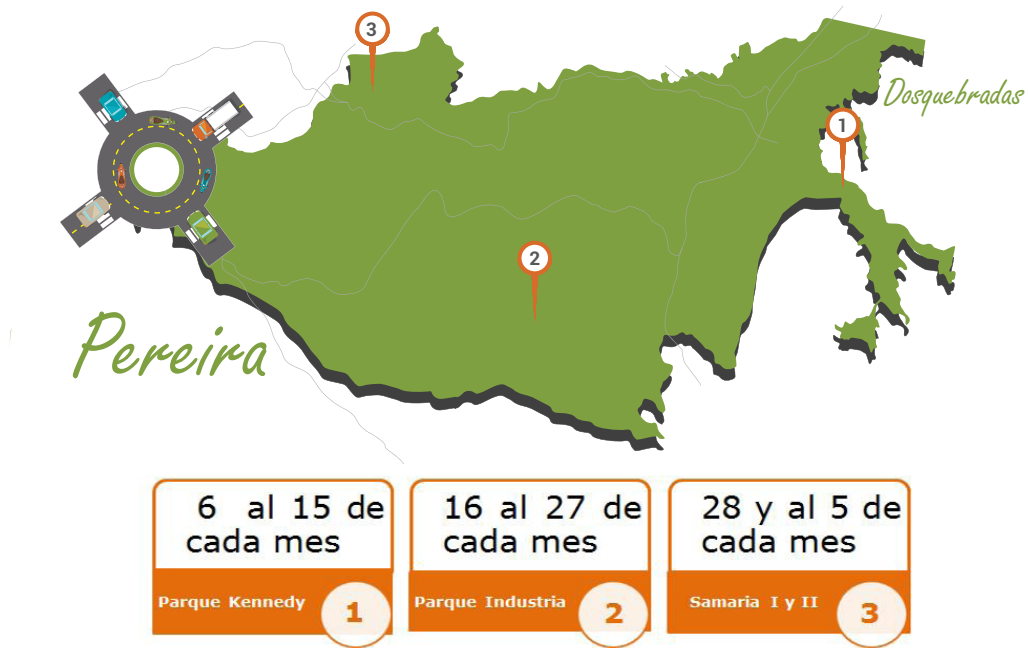 3
Dosquebradas
1
2
Pereira
6 al 15 de
cada mes
Parque Kennedy
1
16 al 27 de
cada mes
Parque Industria
2
28 y al 5 de
cada mes
Samaria I y II
3